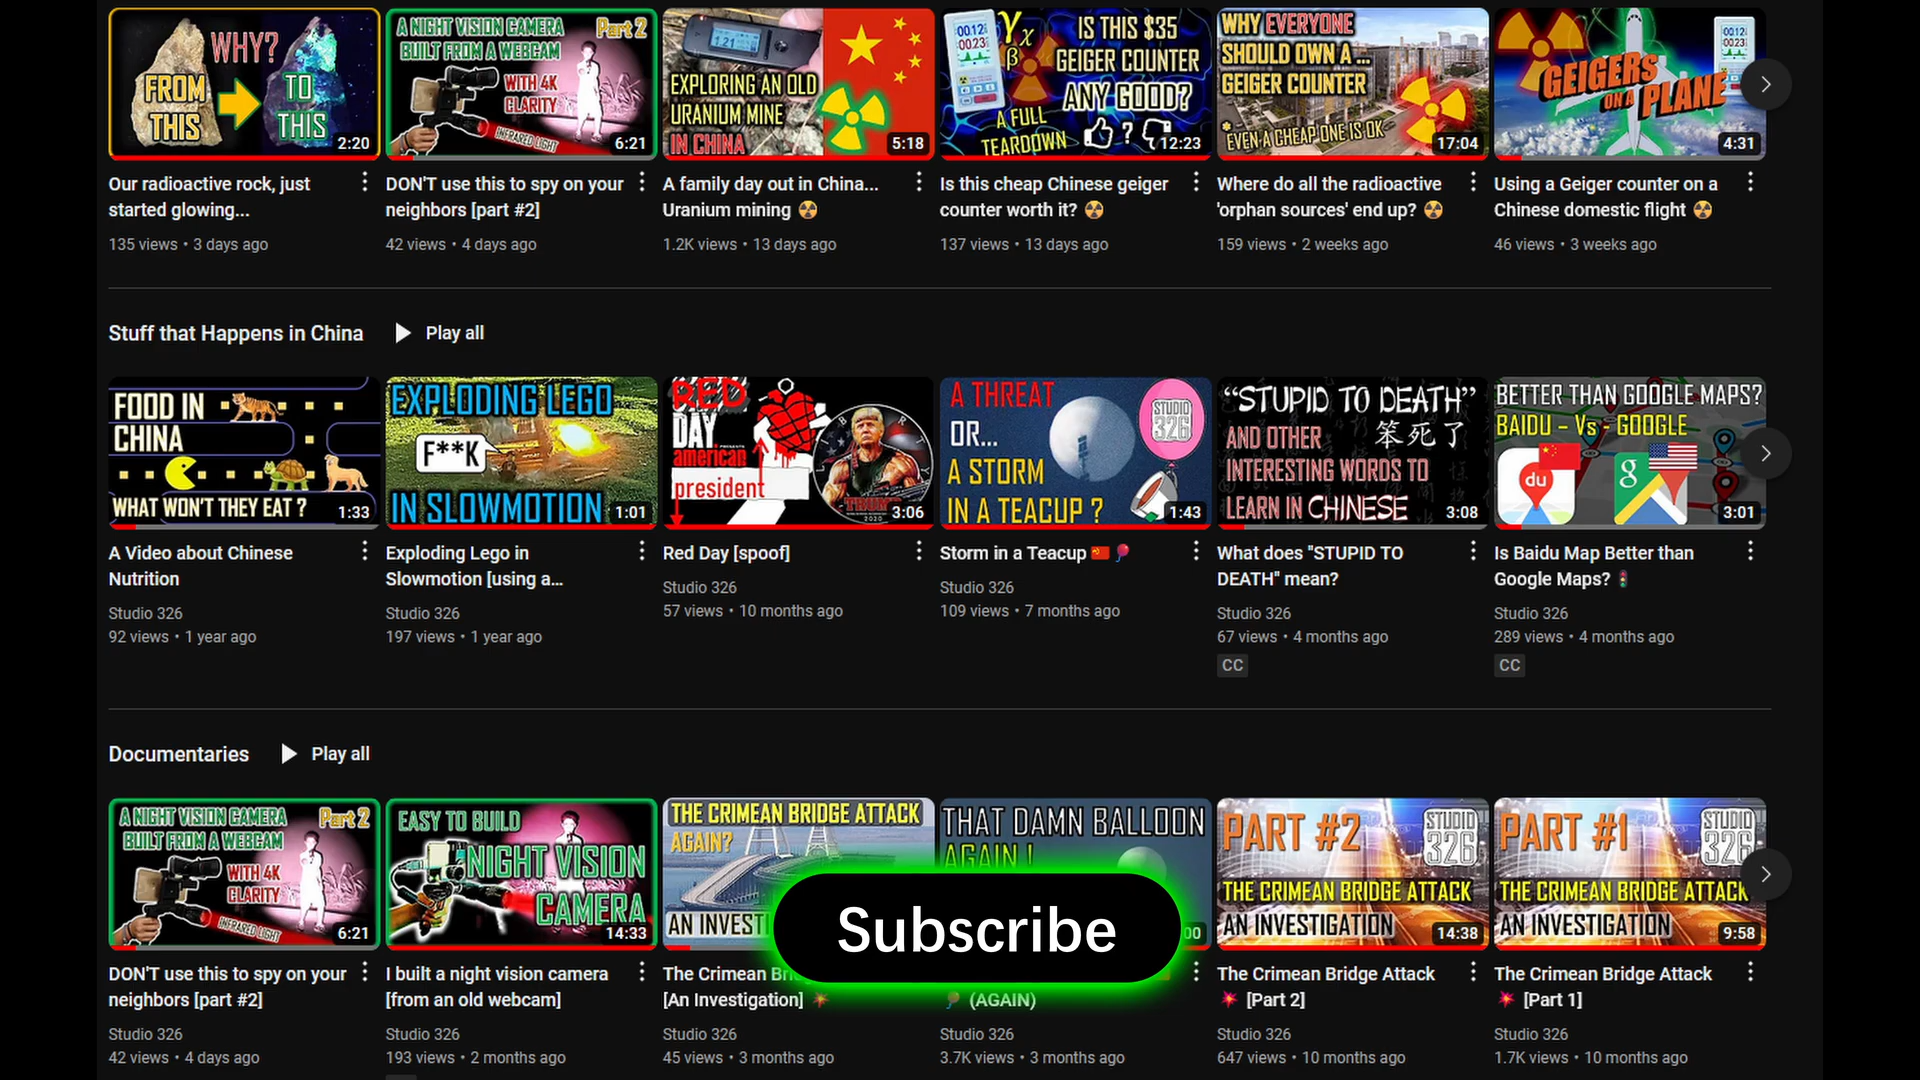 WHY?
FROM
THIS
TO
THIS
2:20
A NIGHT VISION CAMERA
BUILT FROM A WEBCAM
Part 2
WITH 4K
CLARITY
INFRARED LIGHT
6:21
1.21
EXPLORING AN OLD
URANIUM MINE
IN CHINA
5:18
00.12
00.23
γ χ
β
IS THIS $35
GEIGER COUNTER
ANY GOOD?
A FULL
TEARDOWN
?
12:23
WHY EVERYONE
SHOULD OWN A ...
GEIGER COUNTER
*EVEN A CHEAP ONE IS OK
17:04
GEIGERS
ON A PLANE
00.12
00.23
4:31
Our radioactive rock, just
started glowing...
135 views • 3 days ago
DON'T use this to spy on your
neighbors [part #2]
42 views • 4 days ago
A family day out in China...
Uranium mining ☢️
1.2K views • 13 days ago
Is this cheap Chinese geiger
counter worth it? ☢️
137 views • 13 days ago
Where do all the radioactive
'orphan sources' end up? ☢️
159 views • 2 weeks ago
Using a Geiger counter on a
Chinese domestic flight ☢️
46 views • 3 weeks ago
Stuff that Happens in China
Play all
FOOD IN
CHINA
WHAT WON'T THEY EAT ?
1:33
EXPLODING LEGO
F**K
IN SLOWMOTION
1:01
RED
DAY
PRESENTS
american
president
TRUMP
2020
3:06
A THREAT
OR...
A STORM
IN A TEACUP ?
STUDIO
326
1:43
“STUPID TO DEATH”
AND OTHER 笨死了
INTERESTING WORDS TO
LEARN IN CHINESE
3:08
BETTER THAN GOOGLE MAPS?
BAIDU - Vs - GOOGLE
du
g
3:01
A Video about Chinese
Nutrition
Studio 326
92 views • 1 year ago
Exploding Lego in
Slowmotion [using a...
Studio 326
197 views • 1 year ago
Red Day [spoof]
Studio 326
57 views • 10 months ago
Storm in a Teacup 🇨🇳🎈
Studio 326
109 views • 7 months ago
What does "STUPID TO
DEATH" mean?
Studio 326
67 views • 4 months ago
CC
Is Baidu Map Better than
Google Maps? 🚦
Studio 326
289 views • 4 months ago
CC
Documentaries
Play all
A NIGHT VISION CAMERA
BUILT FROM A WEBCAM
Part 2
WITH 4K
CLARITY
INFRARED LIGHT
6:21
EASY TO BUILD
NIGHT VISION
CAMERA
14:33
THE CRIMEAN BRIDGE ATTACK
AGAIN?
AN INVESTI
THAT DAMN BALLOON
AGAIN !
00
PART #2
STUDIO
326
THE CRIMEAN BRIDGE ATTACK
AN INVESTIGATION
14:38
PART #1
STUDIO
326
THE CRIMEAN BRIDGE ATTACK
AN INVESTIGATION
9:58
Subscribe
DON'T use this to spy on your
neighbors [part #2]
Studio 326
42 views • 4 days ago
I built a night vision camera
[from an old webcam]
Studio 326
193 views • 2 months ago
The Crimean Bri
[An Investigation] 💥
Studio 326
45 views • 3 months ago
🎈 (AGAIN)
Studio 326
3.7K views • 3 months ago
The Crimean Bridge Attack
💥 [Part 2]
Studio 326
647 views • 10 months ago
The Crimean Bridge Attack
💥 [Part 1]
Studio 326
1.7K views • 10 months ago